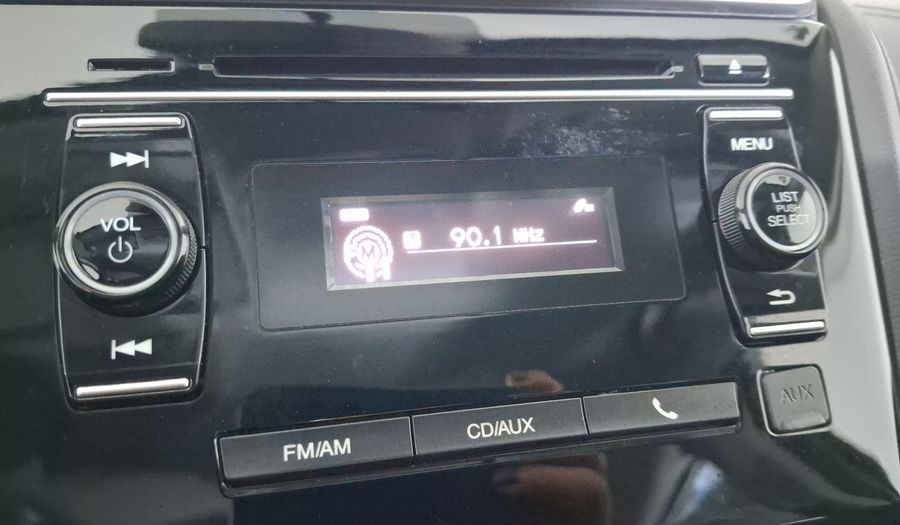 MENU
VOL
LIST
PUSH
SELECT
90.1 MHz
AUX
FM/AM
CD/AUX